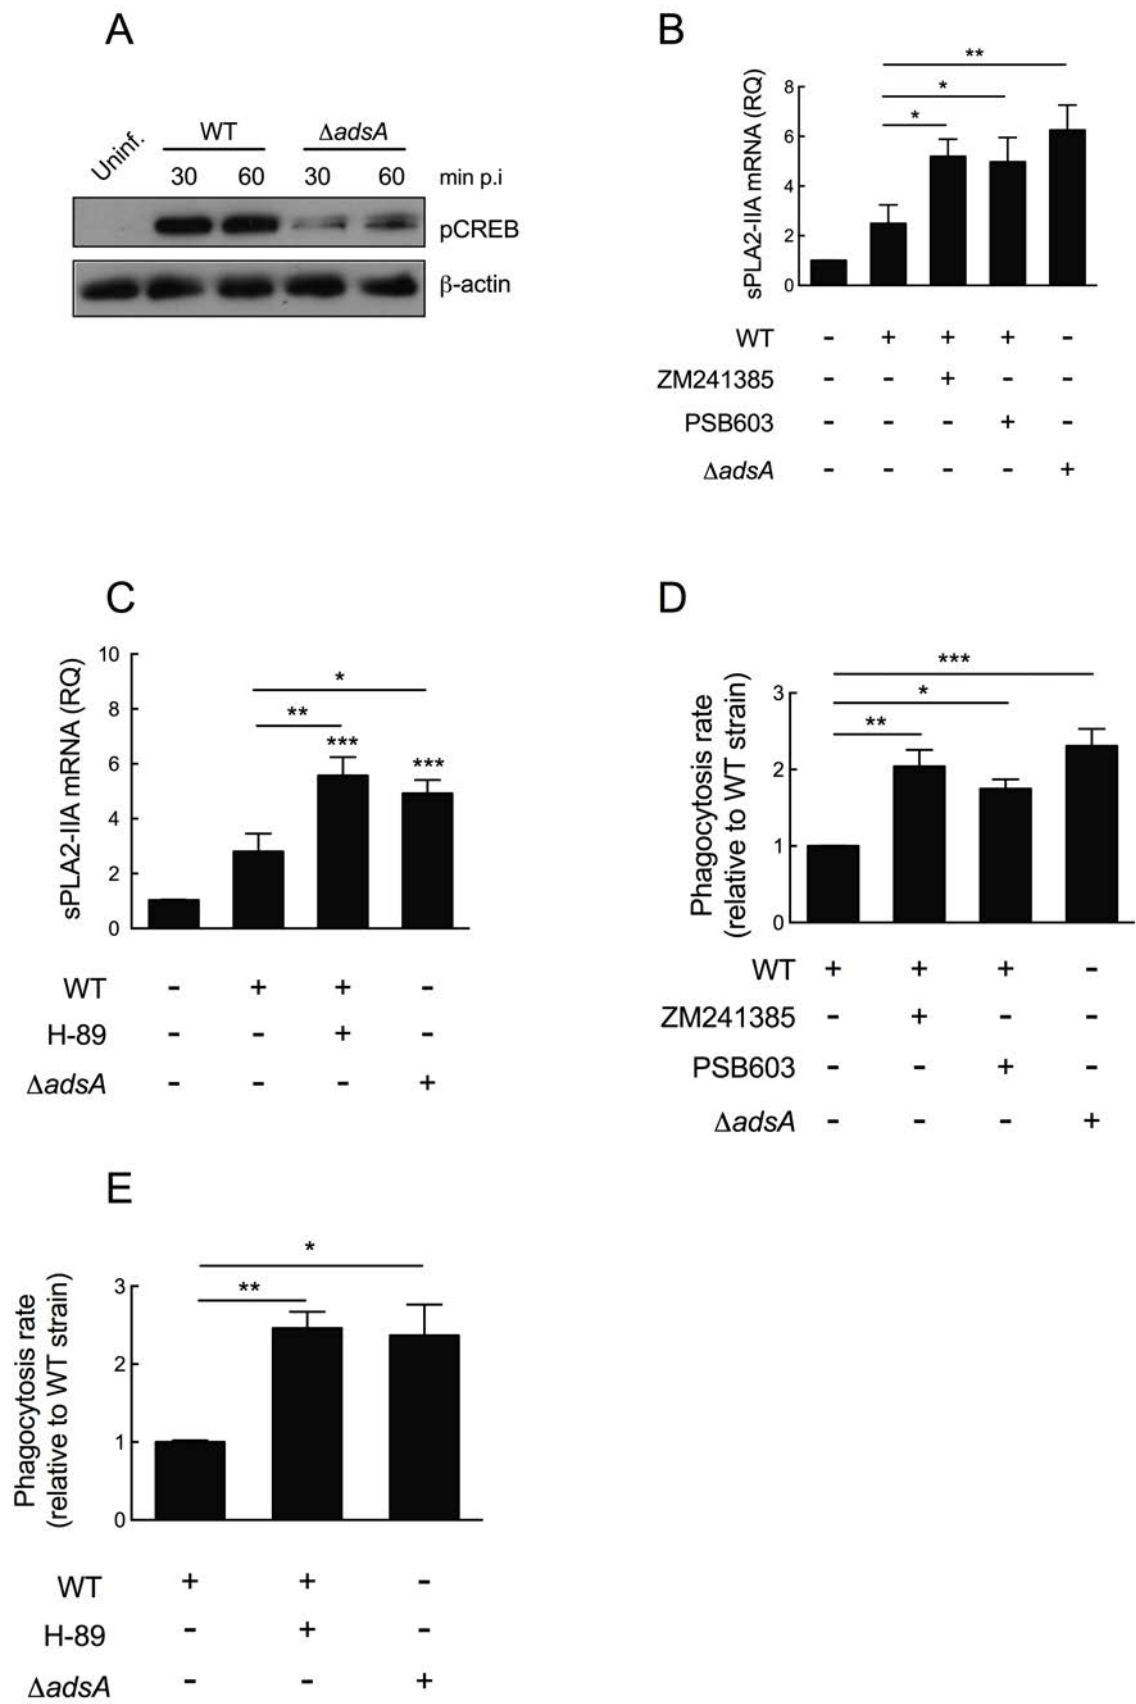 A
Uninf. WT ΔadsA
30 60 30 60 min p.i
pCREB
β-actin
B
sPLA2-IIA mRNA (RQ)
8
6
4
2
0
**
*
*
WT - + + + -
ZM241385 - - + - -
PSB603 - - - + -
ΔadsA - - - - +
C
sPLA2-IIA mRNA (RQ)
10
8
6
4
2
0
*
**
***
***
WT - + + -
H-89 - - + -
ΔadsA - - - +
D
Phagocytosis rate
(relative to WT strain)
3
2
1
0
***
*
**
WT + + + -
ZM241385 - + - -
PSB603 - - + -
ΔadsA - - - +
E
Phagocytosis rate
(relative to WT strain)
3
2
1
0
*
**
WT + + -
H-89 - + -
ΔadsA - - +